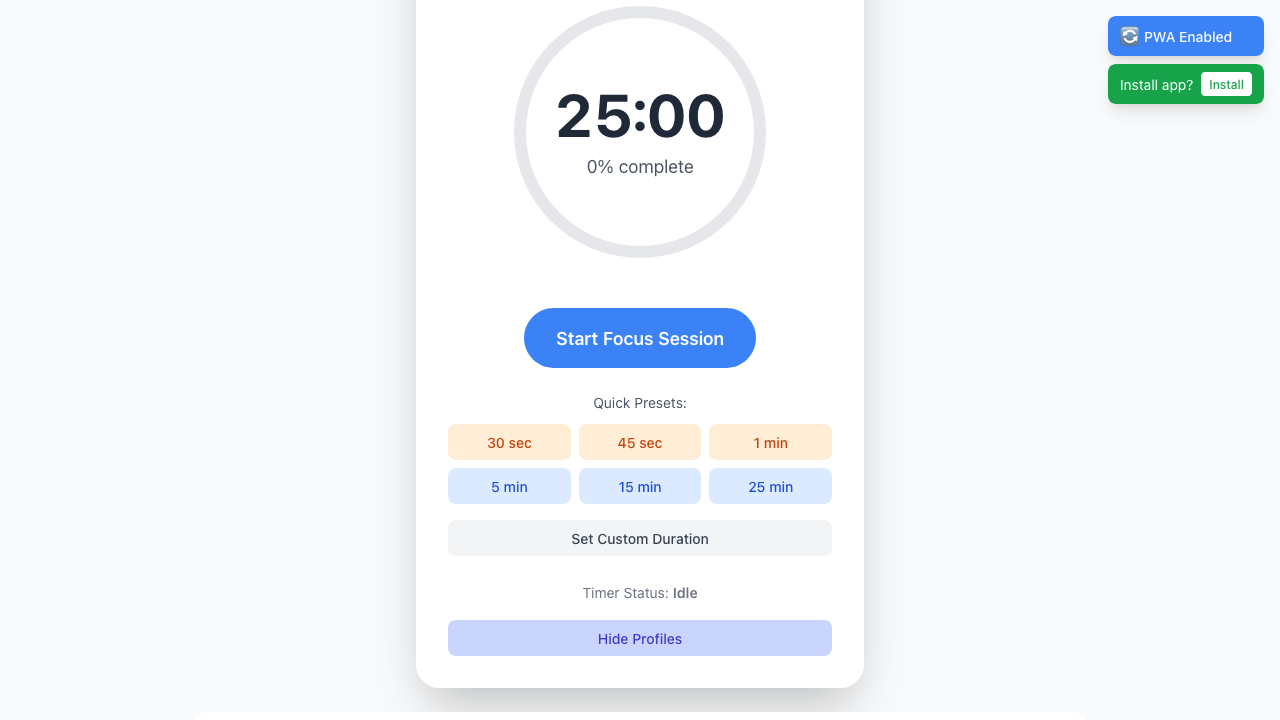 25:00
0% complete
Start Focus Session
Quick Presets:
30 sec
45 sec
1 min
5 min
15 min
25 min
Set Custom Duration
Timer Status: Idle
Hide Profiles
PWA Enabled
Install app? Install